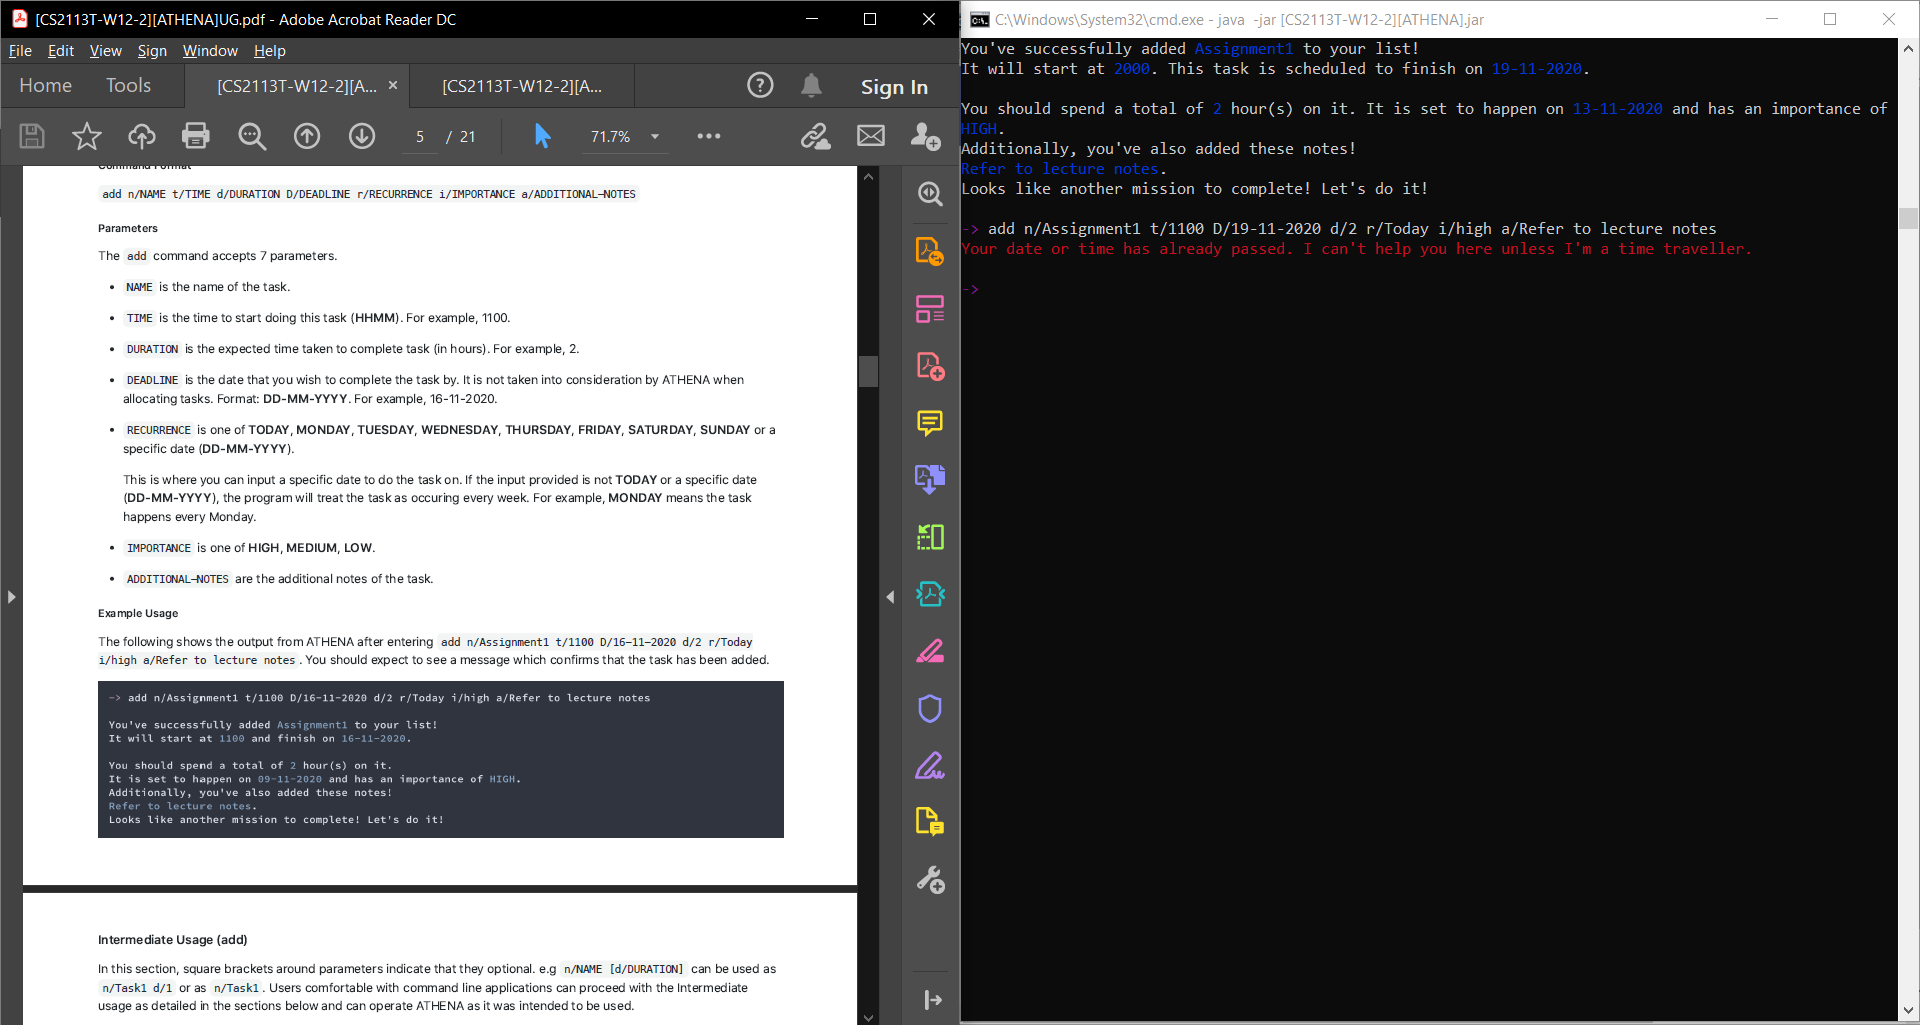 [CS2113T-W12-2][ATHENA]UG.pdf - Adobe Acrobat Reader DC
File Edit View Sign Window Help
Home Tools [CS2113T-W12-2][A... × [CS2113T-W12-2][A... Sign In
5 / 21 71.7%
Command Format
add n/NAME t/TIME d/DURATION D/DEADLINE r/RECURRENCE i/IMPORTANCE a/ADDITIONAL-NOTES
Parameters
The add command accepts 7 parameters.
• NAME is the name of the task.
• TIME is the time to start doing this task (HHMM). For example, 1100.
• DURATION is the expected time taken to complete task (in hours). For example, 2.
• DEADLINE is the date that you wish to complete the task by. It is not taken into consideration by ATHENA when
allocating tasks. Format: DD-MM-YYYY. For example, 16-11-2020.
• RECURRENCE is one of TODAY, MONDAY, TUESDAY, WEDNESDAY, THURSDAY, FRIDAY, SATURDAY, SUNDAY or a
specific date (DD-MM-YYYY).
This is where you can input a specific date to do the task on. If the input provided is not TODAY or a specific date
(DD-MM-YYYY), the program will treat the task as occuring every week. For example, MONDAY means the task
happens every Monday.
• IMPORTANCE is one of HIGH, MEDIUM, LOW.
• ADDITIONAL-NOTES are the additional notes of the task.
Example Usage
The following shows the output from ATHENA after entering add n/Assignment1 t/1100 D/16-11-2020 d/2 r/Today
i/high a/Refer to lecture notes. You should expect to see a message which confirms that the task has been added.
-> add n/Assignment1 t/1100 D/16-11-2020 d/2 r/Today i/high a/Refer to lecture notes
You've successfully added Assignment1 to your list!
It will start at 1100 and finish on 16-11-2020.
You should spend a total of 2 hour(s) on it.
It is set to happen on 09-11-2020 and has an importance of HIGH.
Additionally, you've also added these notes!
Refer to lecture notes.
Looks like another mission to complete! Let's do it!
Intermediate Usage (add)
In this section, square brackets around parameters indicate that they optional. e.g n/NAME [d/DURATION] can be used as
n/Task1 d/1 or as n/Task1. Users comfortable with command line applications can proceed with the Intermediate
usage as detailed in the sections below and can operate ATHENA as it was intended to be used.
C:\Windows\System32\cmd.exe - java -jar [CS2113T-W12-2][ATHENA].jar
You've successfully added Assignment1 to your list!
It will start at 2000. This task is scheduled to finish on 19-11-2020.
You should spend a total of 2 hour(s) on it. It is set to happen on 13-11-2020 and has an importance of
HIGH.
Additionally, you've also added these notes!
Refer to lecture notes.
Looks like another mission to complete! Let's do it!
-> add n/Assignment1 t/1100 D/19-11-2020 d/2 r/Today i/high a/Refer to lecture notes
Your date or time has already passed. I can't help you here unless I'm a time traveller.
->